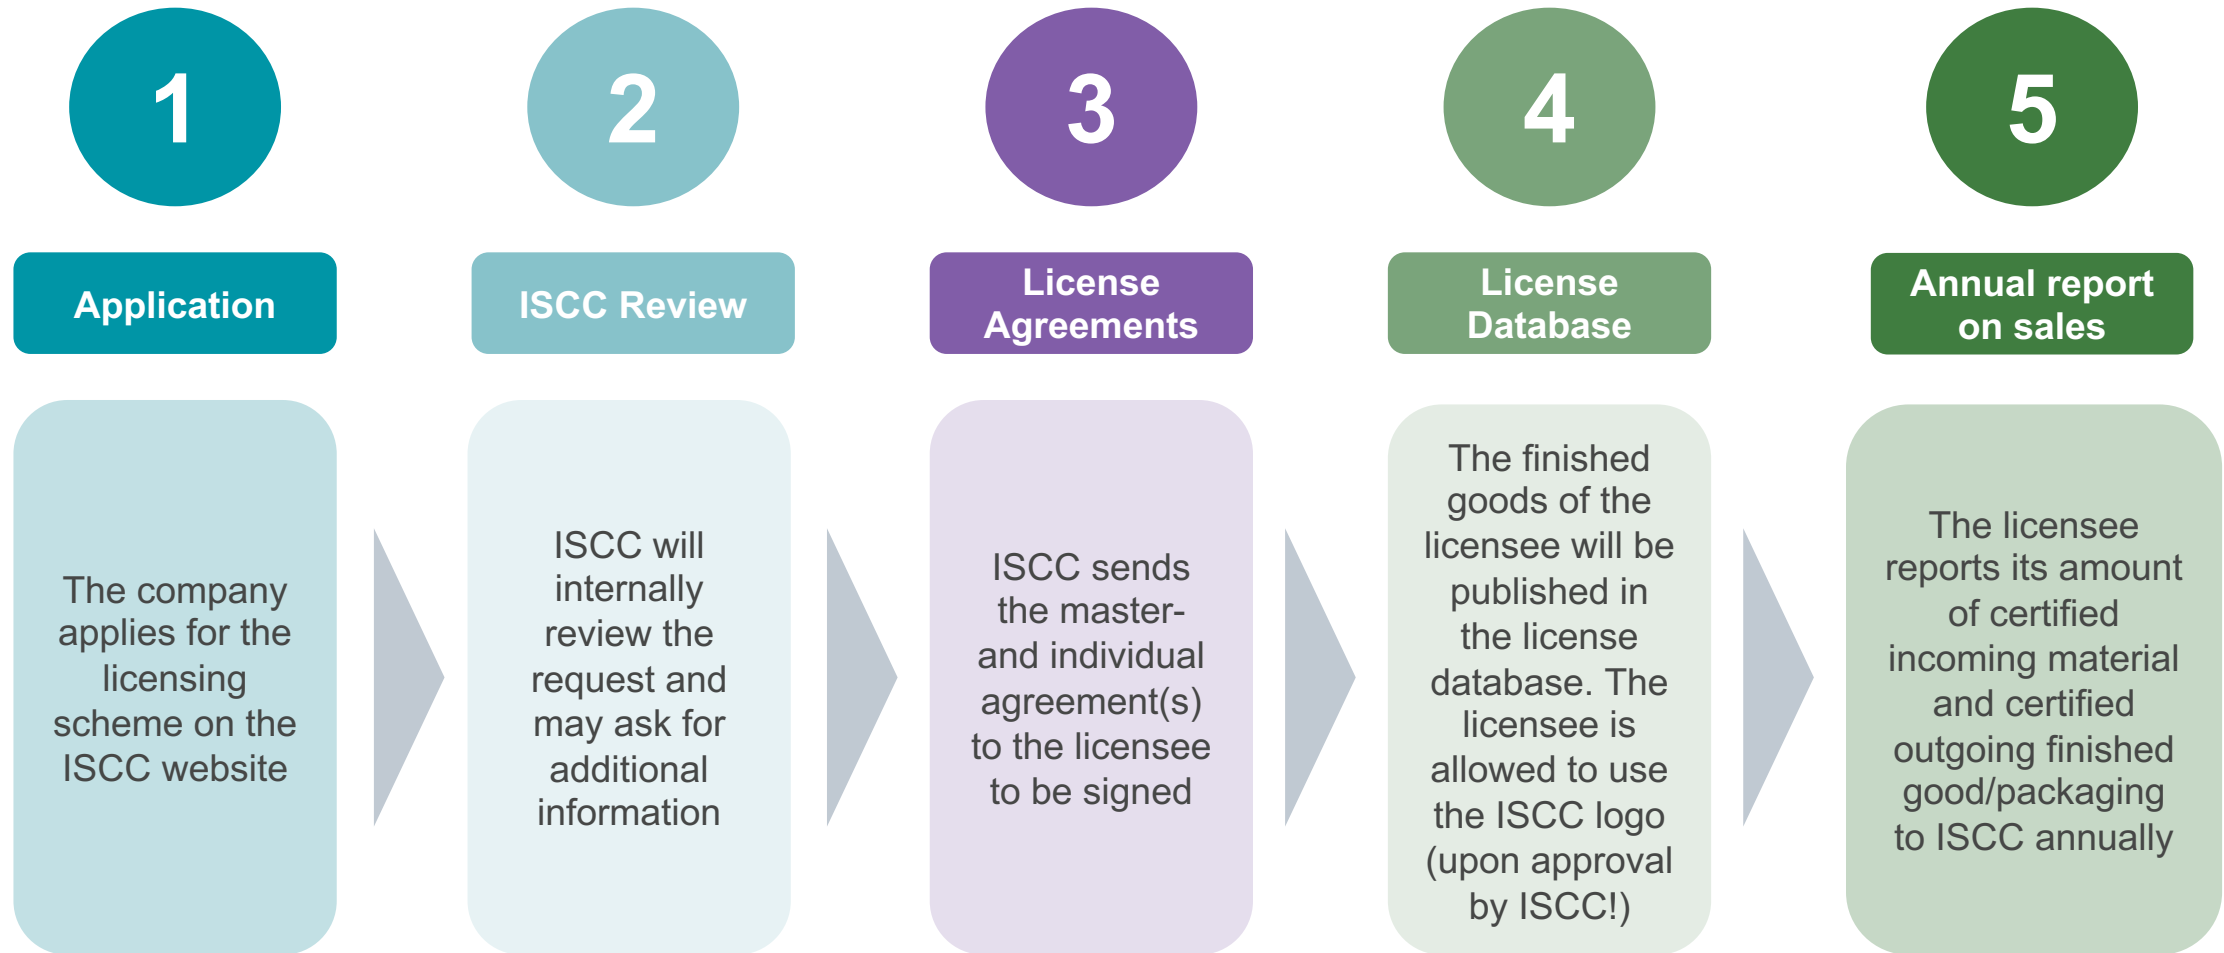 1
Application
The company
applies for the
licensing
scheme on the
ISCC website
2
ISCC Review
ISCC will
internally
review the
request and
may ask for
additional
information
3
License
Agreements
ISCC sends
the master-
and individual
agreement(s)
to the licensee
to be signed
4
License
Database
The finished
goods of the
licensee will be
published in
the license
database. The
licensee is
allowed to use
the ISCC logo
(upon approval
by ISCC!)
5
Annual report
on sales
The licensee
reports its amount
of certified
incoming material
and certified
outgoing finished
good/packaging
to ISCC annually